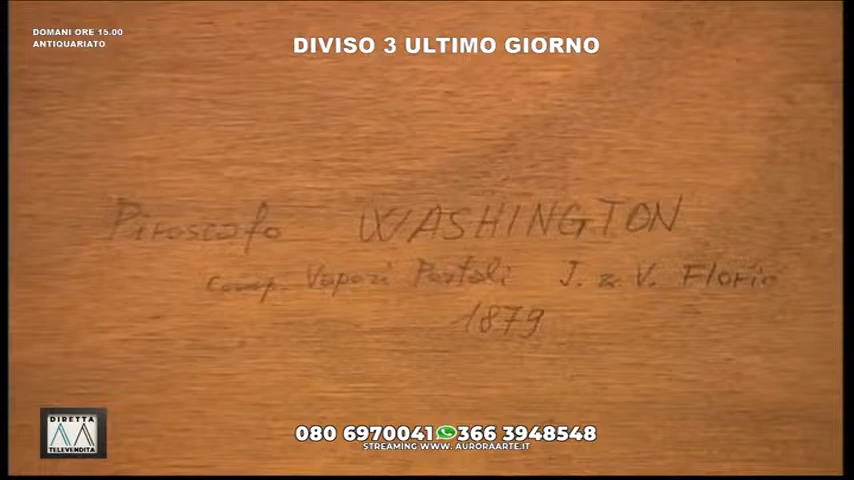 DOMANI ORE 15.00
ANTIQUARIATO
DIVISO 3 ULTIMO GIORNO
Piroscafo WASHINGTON
comp. Vapori Postali J. & V. Florio
1879
DIRETTA
TELEVENDITA
080 6970041 366 3948548
STREAMING WWW. AURORAARTE.IT